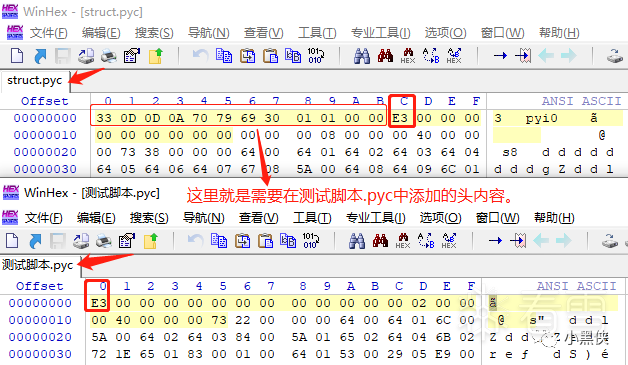 WinHex - [struct.pyc]
文件(F) 编辑(E) 搜索(S) 导航(N) 查看(V) 工具(T) 专业工具(I) 选项(O) 窗口(W) 帮助(H)
struct.pyc
Offset 0 1 2 3 4 5 6 7 8 9 A B C D E F ANSI ASCII
00000000 33 0D 0D 0A 70 79 69 30 01 01 00 00 E3 00 00 00 3 pyi0 ã
00000010 00 00 00 00 00 00 00 00 00 08 00 00 00 40 00 00 @
00000020 00 73 38 00 00 00 64 00 64 01 64 02 64 03 64 04 s8 d d d d d
00000030 64 05 64 06 64 07 67 08 5A 00 64 08 64 09 6C 01 d d d g Z d d l
这里就是需要在测试脚本.pyc中添加的头内容。
WinHex - [测试脚本.pyc]
文件(F) 编辑(E) 搜索(S) 导航(N) 查看(V) 工具(T) 专业工具(I) 选项(O) 窗口(W) 帮助(H)
测试脚本.pyc
Offset 0 1 2 3 4 5 6 7 8 9 A B C D E F ANSI ASCII
00000000 E3 00 00 00 00 00 00 00 00 00 00 00 00 02 00 00
00000010 00 40 00 00 00 73 22 00 00 00 64 00 64 01 6C 00 @ s" d d l
00000020 5A 00 64 02 64 03 84 00 5A 01 65 02 64 04 6B 02 Z d d
00000030 72 1E 65 01 83 00 01 00 64 01 53 00 29 05 E9 00 r e f d S ) é
看雪
小黑侠